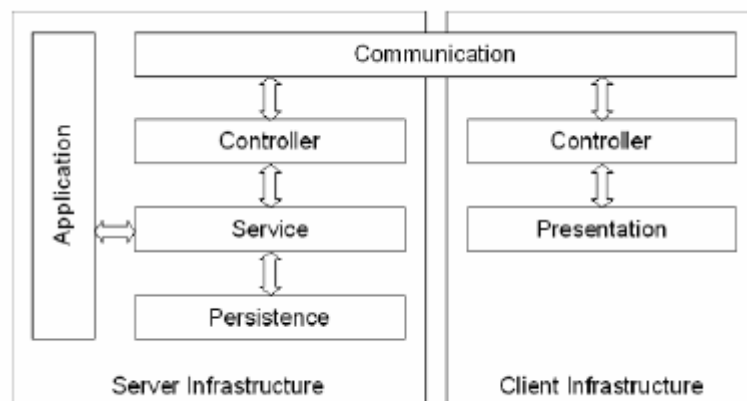 Communication
Application
Controller
Controller
Service
Presentation
Persistence
Server Infrastructure
Client Infrastructure